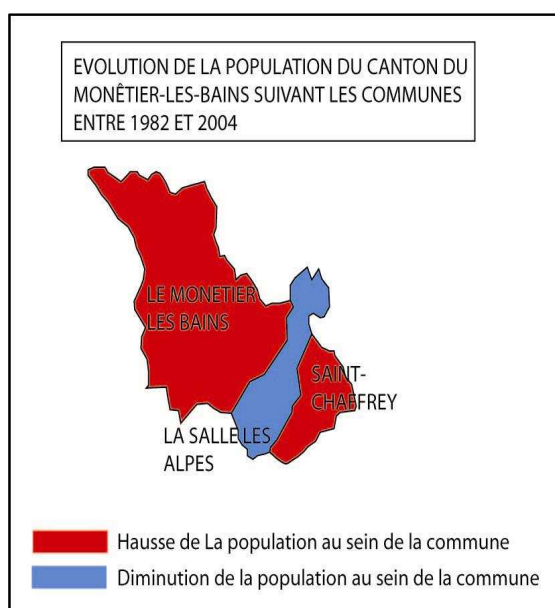 EVOLUTION DE LA POPULATION DU CANTON DU
MONÊTIER-LES-BAINS SUIVANT LES COMMUNES
ENTRE 1982 ET 2004
LE MONETIER
LES BAINS
SAINT-
CHAFFREY
LA SALLE LES
ALPES
Hausse de La population au sein de la commune
Diminution de la population au sein de la commune